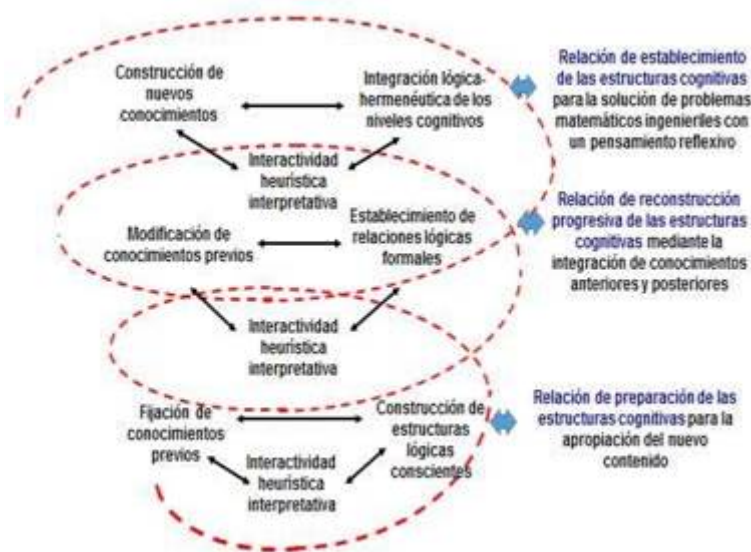 Construcción de
nuevos
conocimientos
Integración lógica-
hermenéutica de los
niveles cognitivos
Interactividad
heurística
interpretativa
Relación de establecimiento
de las estructuras cognitivas
para la solución de problemas
matemáticos ingenieriles con
un pensamiento reflexivo
Modificación de
conocimientos previos
Establecimiento de
relaciones lógicas
formales
Interactividad
heurística
interpretativa
Relación de reconstrucción
progresiva de las estructuras
cognitivas mediante la
integración de conocimientos
anteriores y posteriores
Fijación de
conocimientos
previos
Construcción de
estructuras
lógicas
conscientes
Interactividad
heurística
interpretativa
Relación de preparación de las
estructuras cognitivas para la
apropiación del nuevo
contenido